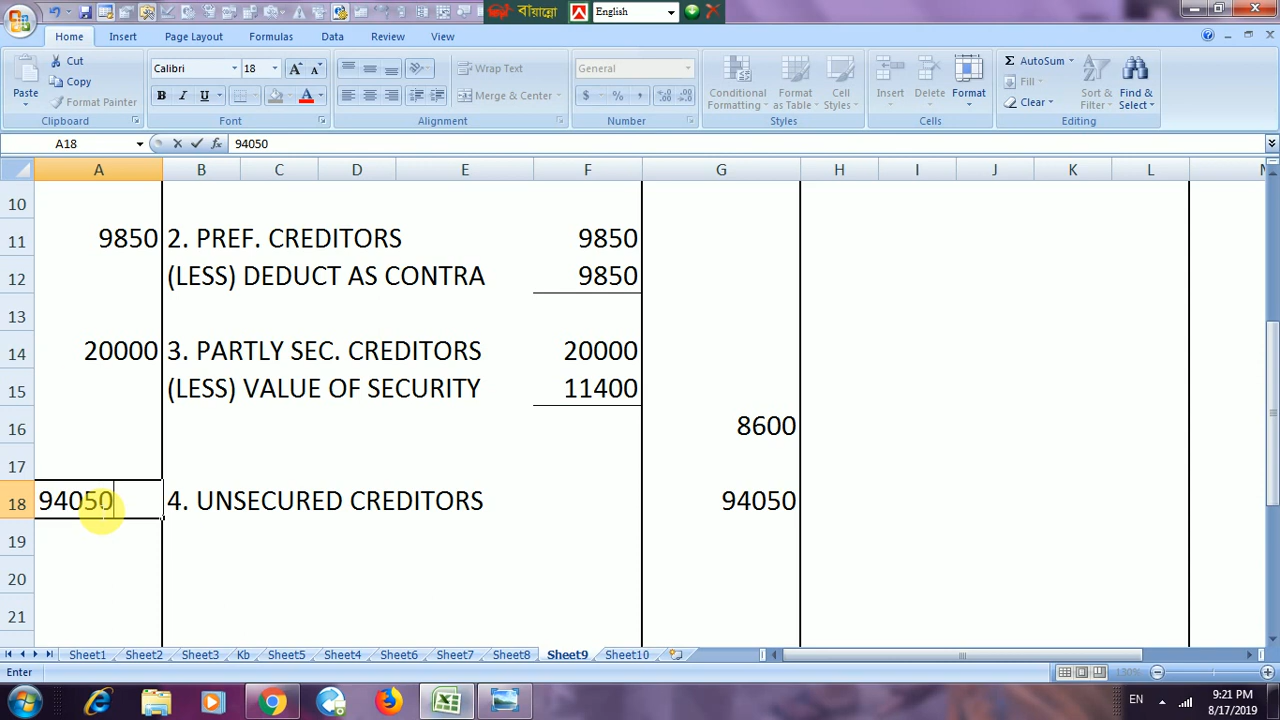 বায়ান্নো English
Home Insert Page Layout Formulas Data Review View
Cut Calibri 18 A A Wrap Text General AutoSum
Copy Fill
Paste Format Painter B I U A Merge & Center $ % , Conditional Formatting Format as Table Cell Styles Insert Delete Format Clear Sort & Filter Find & Select
Clipboard Font Alignment Number Styles Cells Editing
A18 fx 94050
A B C D E F G H I J K L
10
11 9850 2. PREF. CREDITORS 9850
12 (LESS) DEDUCT AS CONTRA 9850
13
14 20000 3. PARTLY SEC. CREDITORS 20000
15 (LESS) VALUE OF SECURITY 11400
16 8600
17
18 94050 4. UNSECURED CREDITORS 94050
19
20
21
Sheet1 Sheet2 Sheet3 Kb Sheet5 Sheet4 Sheet6 Sheet7 Sheet8 Sheet9 Sheet10
Enter 130%
EN 9:21 PM
8/17/2019